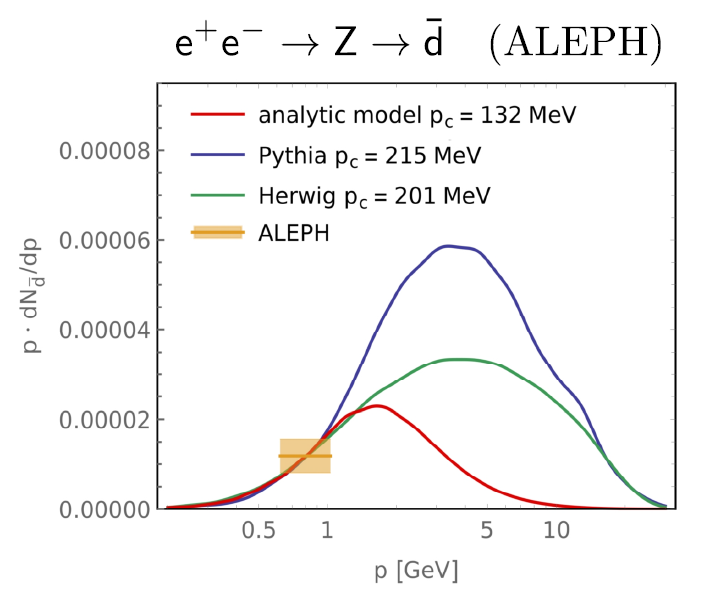 e⁺e⁻ → Z → d̄ (ALEPH)
analytic model p_c = 132 MeV
Pythia p_c = 215 MeV
Herwig p_c = 201 MeV
ALEPH
0.00008
0.00006
0.00004
0.00002
0.00000
p · dN_d̄/dp
0.5 1 5 10
p [GeV]